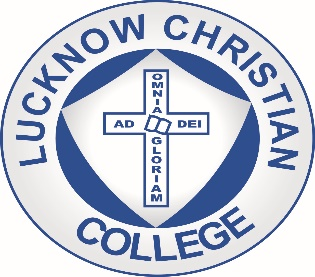 LUCKNOW CHRISTIAN
COLLEGE
OMNIA
AD DEI
GLORIAM